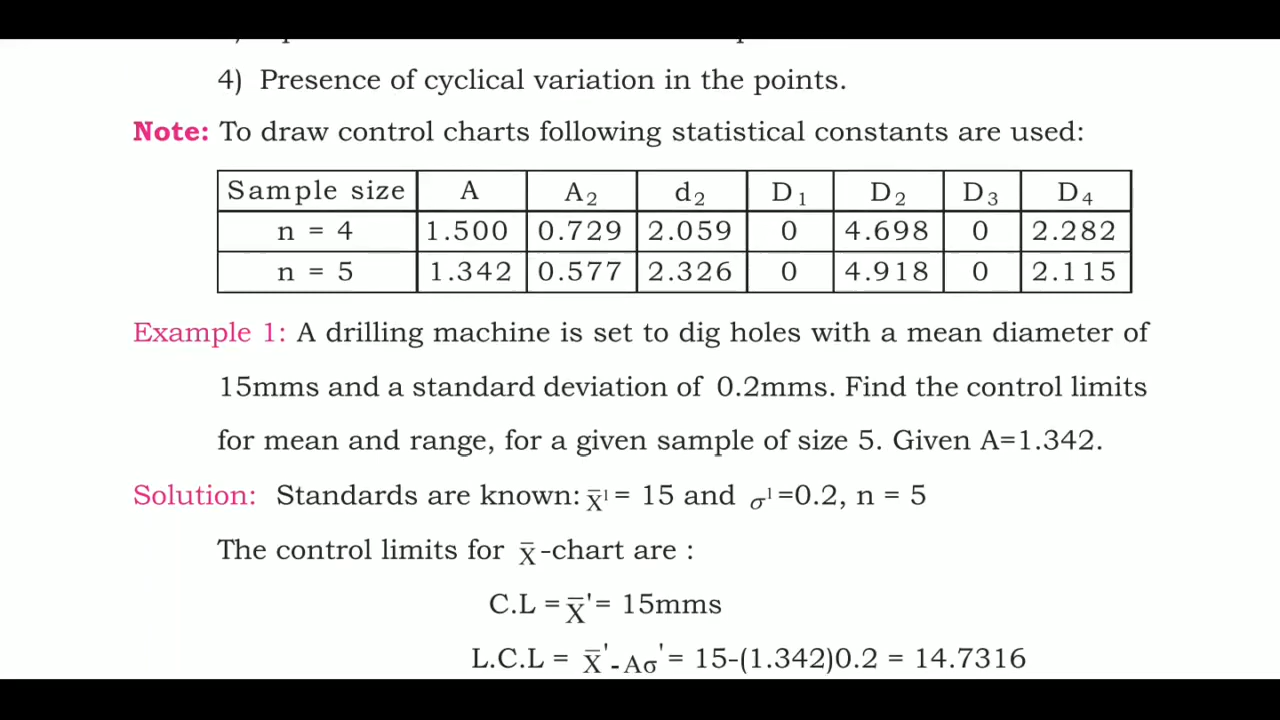 4) Presence of cyclical variation in the points.
Note: To draw control charts following statistical constants are used:
Sample size A A₂ d₂ D₁ D₂ D₃ D₄
n = 4 1.500 0.729 2.059 0 4.698 0 2.282
n = 5 1.342 0.577 2.326 0 4.918 0 2.115
Example 1: A drilling machine is set to dig holes with a mean diameter of
15mms and a standard deviation of 0.2mms. Find the control limits
for mean and range, for a given sample of size 5. Given A=1.342.
Solution: Standards are known: X̄¹ = 15 and σ¹ =0.2, n = 5
The control limits for X̄ -chart are :
C.L = X̄' = 15mms
L.C.L = X̄' - Aσ' = 15-(1.342)0.2 = 14.7316